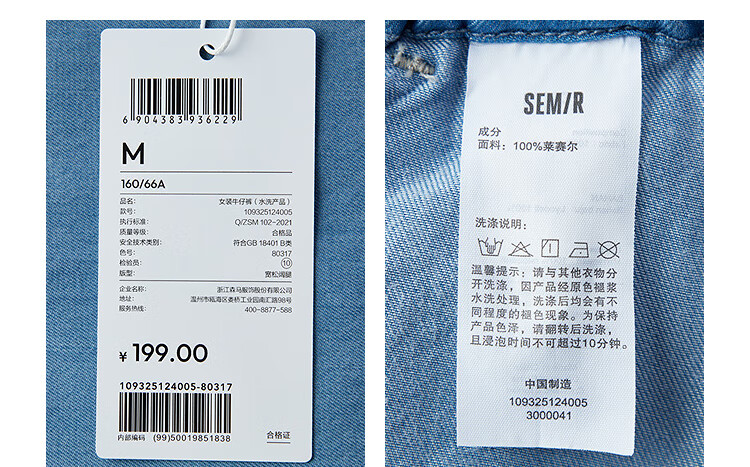 6904383936229
M
160/66A
品名: 女装牛仔裤(水洗产品)
款号: 109325124005
执行标准: Q/ZSM 102-2021
质量等级: 合格品
安全技术类别: 符合GB 18401 B类
色号: 80317
检验员: 10
版型: 宽松阔腿
企业名称: 浙江森马服饰股份有限公司
地址: 温州市瓯海区娄桥工业园南汇路98号
服务热线: 400-8877-588
¥ 199.00
109325124005-80317
内部编码 (99)50019851838
合格证
SEM/R
成分
面料: 100%莱赛尔
洗涤说明:
温馨提示: 请与其他衣物分
开洗涤, 因产品经原色褪浆
水洗处理, 洗涤后均会有不
同程度的褪色现象。为保持
产品色泽, 请翻转后洗涤,
且浸泡时间不可超过10分钟。
中国制造
109325124005
3000041